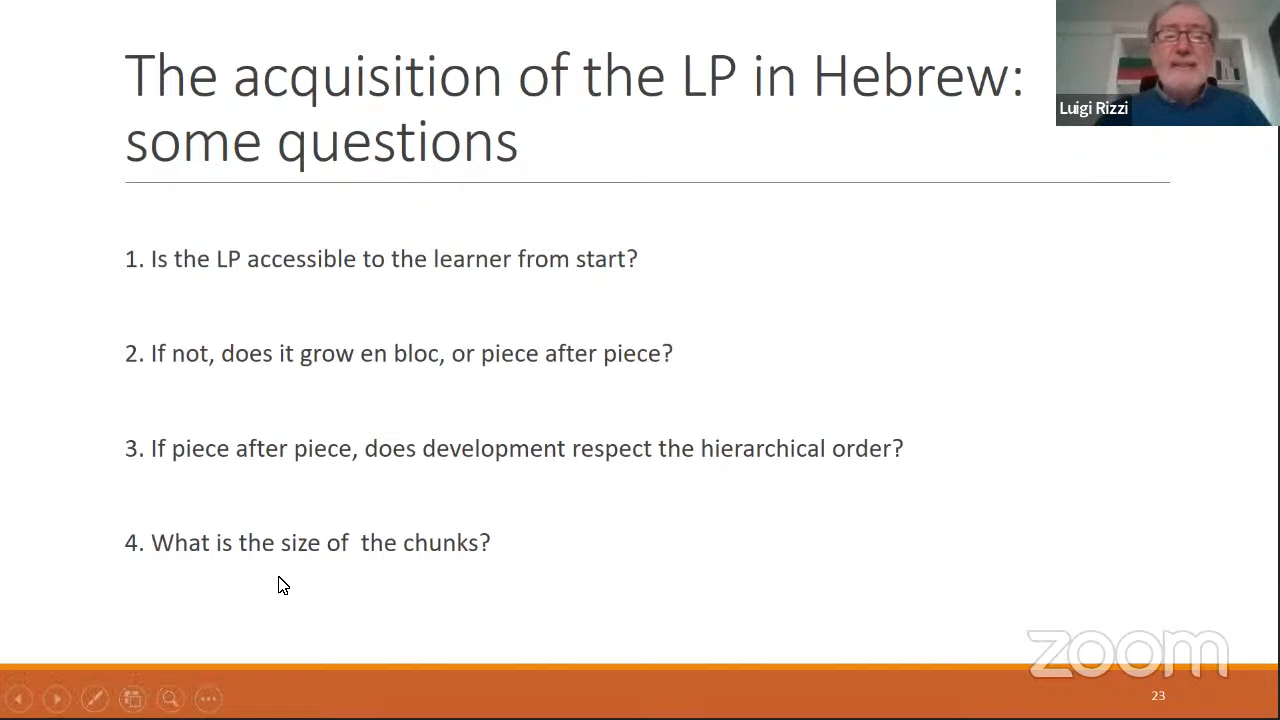 The acquisition of the LP in Hebrew:
some questions
Luigi Rizzi
1. Is the LP accessible to the learner from start?
2. If not, does it grow en bloc, or piece after piece?
3. If piece after piece, does development respect the hierarchical order?
4. What is the size of  the chunks?
zoom
23